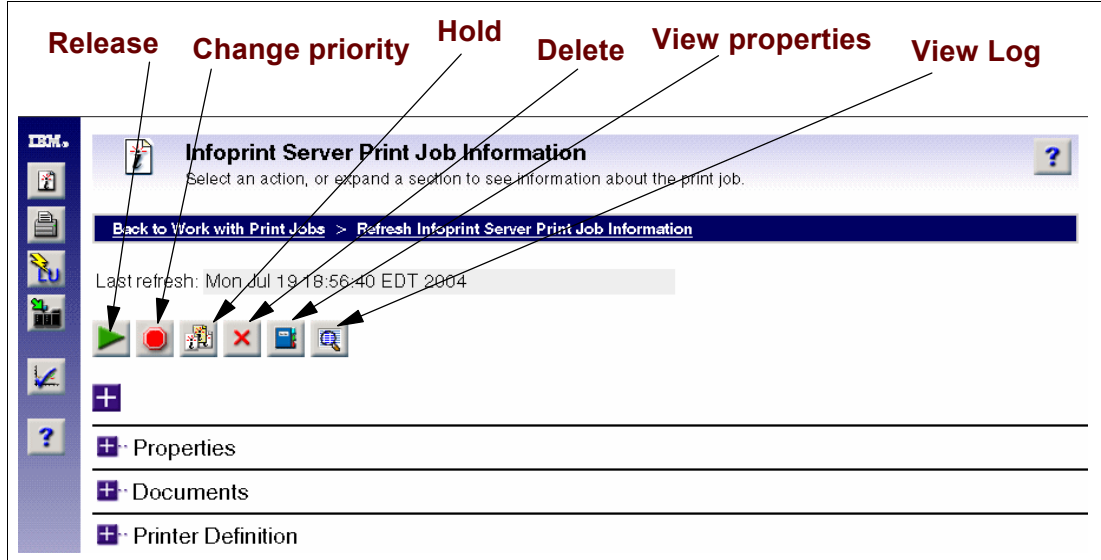 Release
Change priority
Hold
Delete
View properties
View Log
IBM®
Infoprint Server Print Job Information
Select an action, or expand a section to see information about the print job.
?
Back to Work with Print Jobs > Refresh Infoprint Server Print Job Information
LU
Last refresh: Mon Jul 19 18:56:40 EDT 2004
?
Properties
Documents
Printer Definition